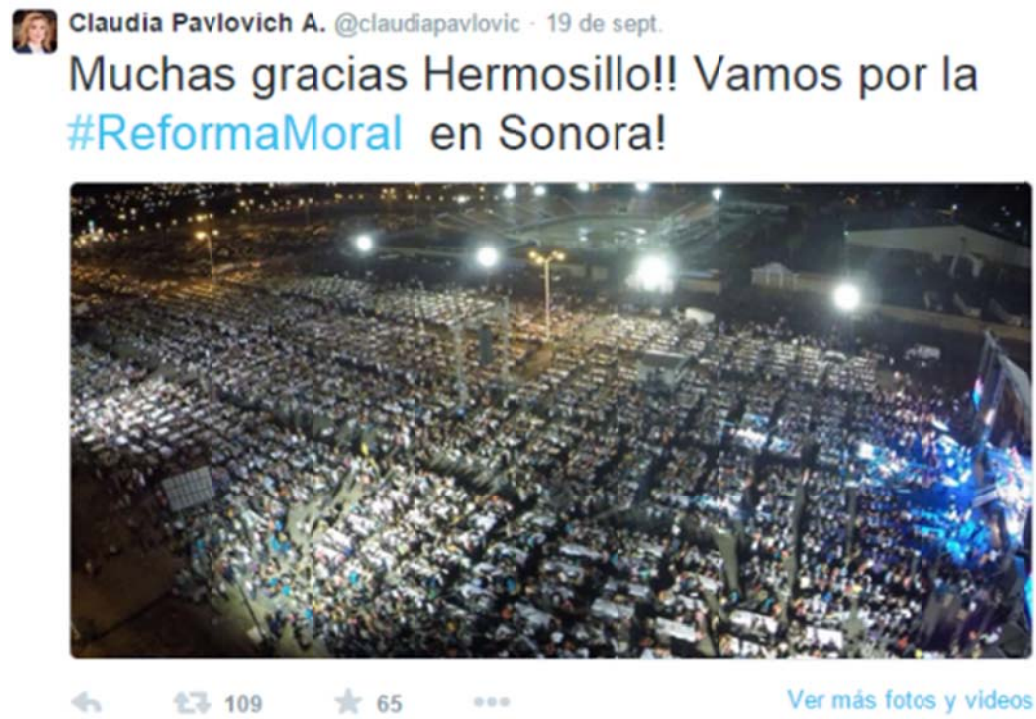 Claudia Pavlovich A. @claudiapavlovic · 19 de sept.
Muchas gracias Hermosillo!! Vamos por la
#ReformaMoral en Sonora!
109 65 Ver más fotos y videos